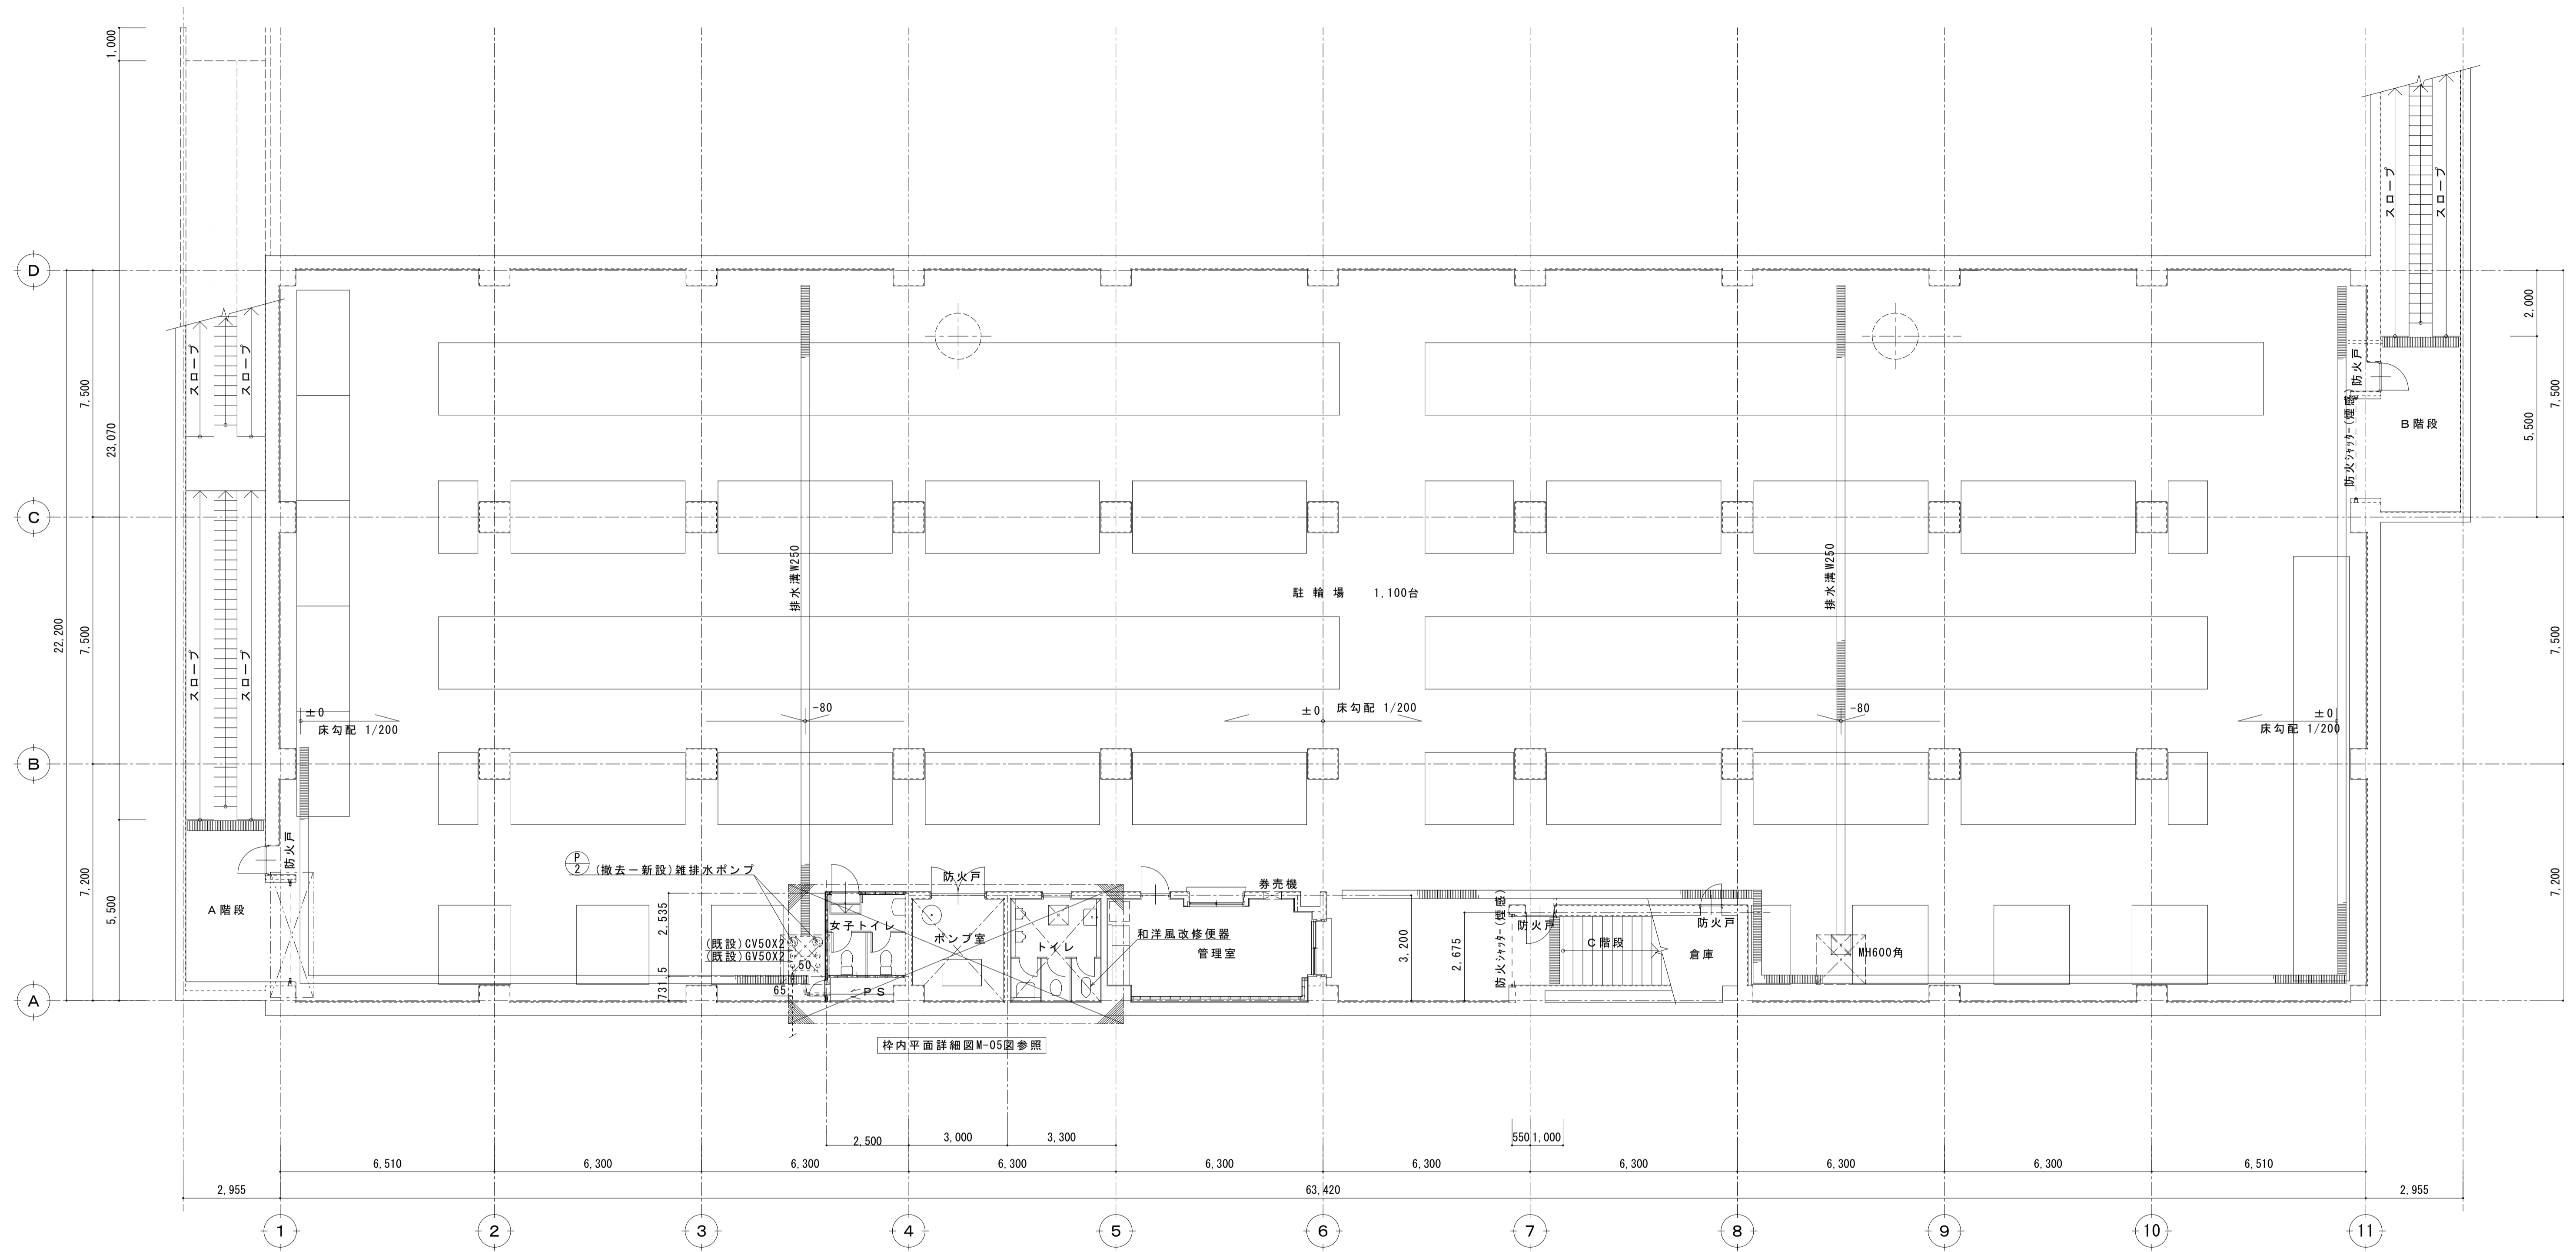 1,000
スロープ
スロープ
D
2,000
スロープ
スロープ
防火戸
7,500
7,500
防火シャッター(煙感)
B階段
5,500
23,070
C
排水溝W250
排水溝W250
駐輪場 1,100台
22,200
7,500
7,500
スロープ
スロープ
±0
床勾配 1/200
-80
±0
床勾配 1/200
-80
±0
床勾配 1/200
B
防火戸
P
2
(撤去－新設)雑排水ポンプ
防火戸
券売機
7,200
7,200
5,500
A階段
2,535
女子トイレ
ポンプ室
トイレ
和洋風改修便器
管理室
(既設)CV50X2
(既設)GV50X2
50
3,200
2,675
防火シャッター(煙感)
防火戸
C階段
倉庫
防火戸
MH600角
731.5
65
PS
A
枠内平面詳細図M-05図参照
2,500
3,000
3,300
550
1,000
6,510
6,300
6,300
6,300
6,300
6,300
6,300
6,300
6,300
6,510
2,955
63,420
2,955
1
2
3
4
5
6
7
8
9
10
11